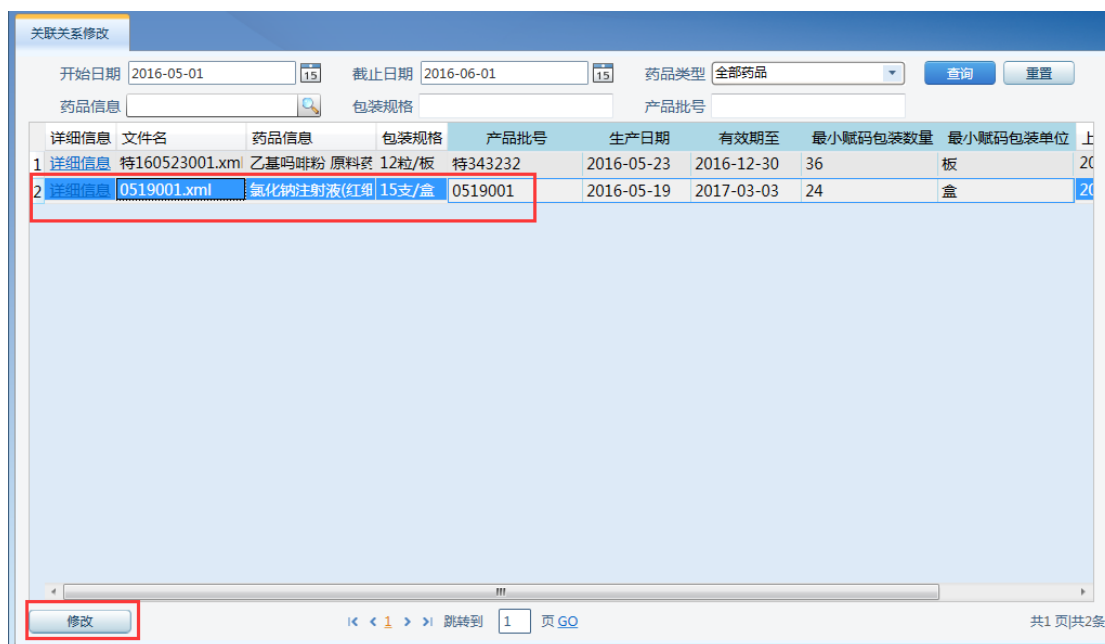 关联关系修改
开始日期 2016-05-01 15 截止日期 2016-06-01 15 药品类型 全部药品 查询 重置
药品信息 包装规格 产品批号
详细信息 文件名 药品信息 包装规格 产品批号 生产日期 有效期至 最小赋码包装数量 最小赋码包装单位 上
1 详细信息 特160523001.xml 乙基吗啡粉 原料药 12粒/板 特343232 2016-05-23 2016-12-30 36 板 20
2 详细信息 0519001.xml 氯化钠注射液(红细 15支/盒 0519001 2016-05-19 2017-03-03 24 盒 20
修改 1 跳转到 1 页 GO 共1 页|共2条